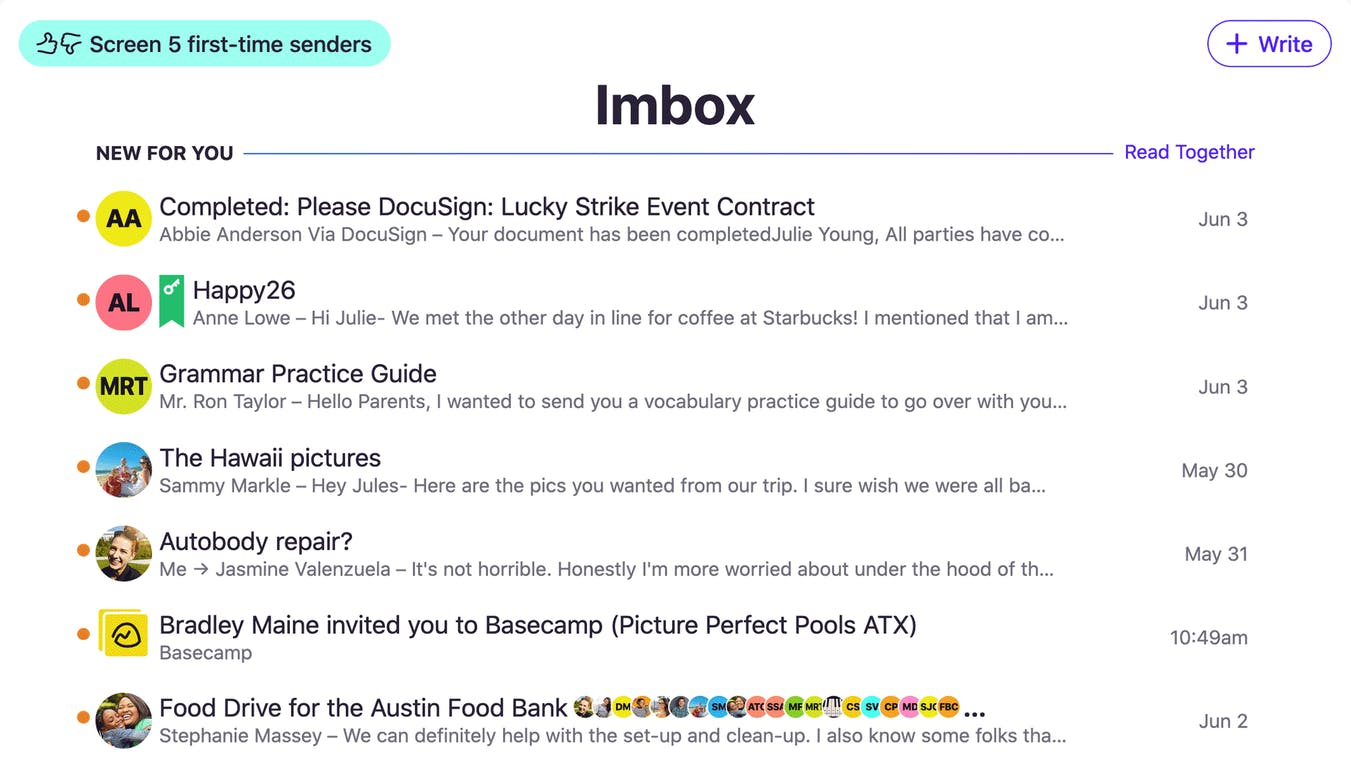 Screen 5 first-time senders
+ Write
Imbox
NEW FOR YOU
Read Together
AA
Completed: Please DocuSign: Lucky Strike Event Contract
Abbie Anderson Via DocuSign – Your document has been completedJulie Young, All parties have co...
Jun 3
AL
Happy26
Anne Lowe – Hi Julie- We met the other day in line for coffee at Starbucks! I mentioned that I am...
Jun 3
MRT
Grammar Practice Guide
Mr. Ron Taylor – Hello Parents, I wanted to send you a vocabulary practice guide to go over with you...
Jun 3
The Hawaii pictures
Sammy Markle – Hey Jules- Here are the pics you wanted from our trip. I sure wish we were all ba...
May 30
Autobody repair?
Me → Jasmine Valenzuela – It's not horrible. Honestly I'm more worried about under the hood of th...
May 31
Bradley Maine invited you to Basecamp (Picture Perfect Pools ATX)
Basecamp
10:49am
Food Drive for the Austin Food Bank DM SM ATC SSA MF MRT CS SV CP MD SJC FBC ...
Stephanie Massey – We can definitely help with the set-up and clean-up. I also know some folks tha...
Jun 2